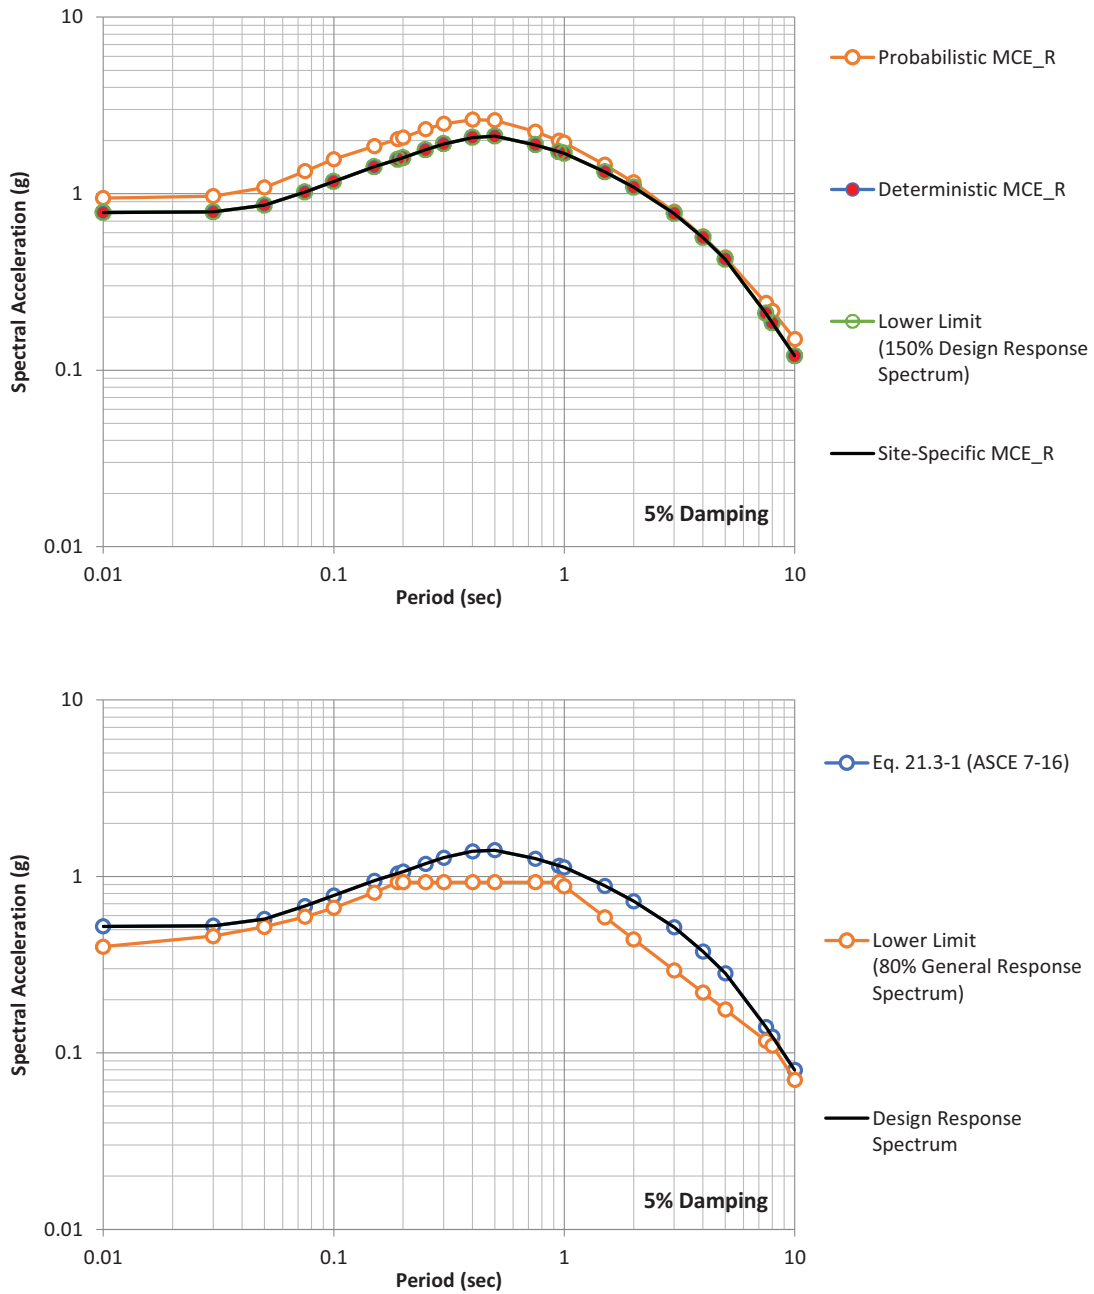 10
1
0.1
0.01
Spectral Acceleration (g)
0.01
0.1
1
10
Period (sec)
5% Damping
Probabilistic MCE_R
Deterministic MCE_R
Lower Limit
(150% Design Response
Spectrum)
Site-Specific MCE_R
10
1
0.1
0.01
Spectral Acceleration (g)
0.01
0.1
1
10
Period (sec)
5% Damping
Eq. 21.3-1 (ASCE 7-16)
Lower Limit
(80% General Response
Spectrum)
Design Response
Spectrum